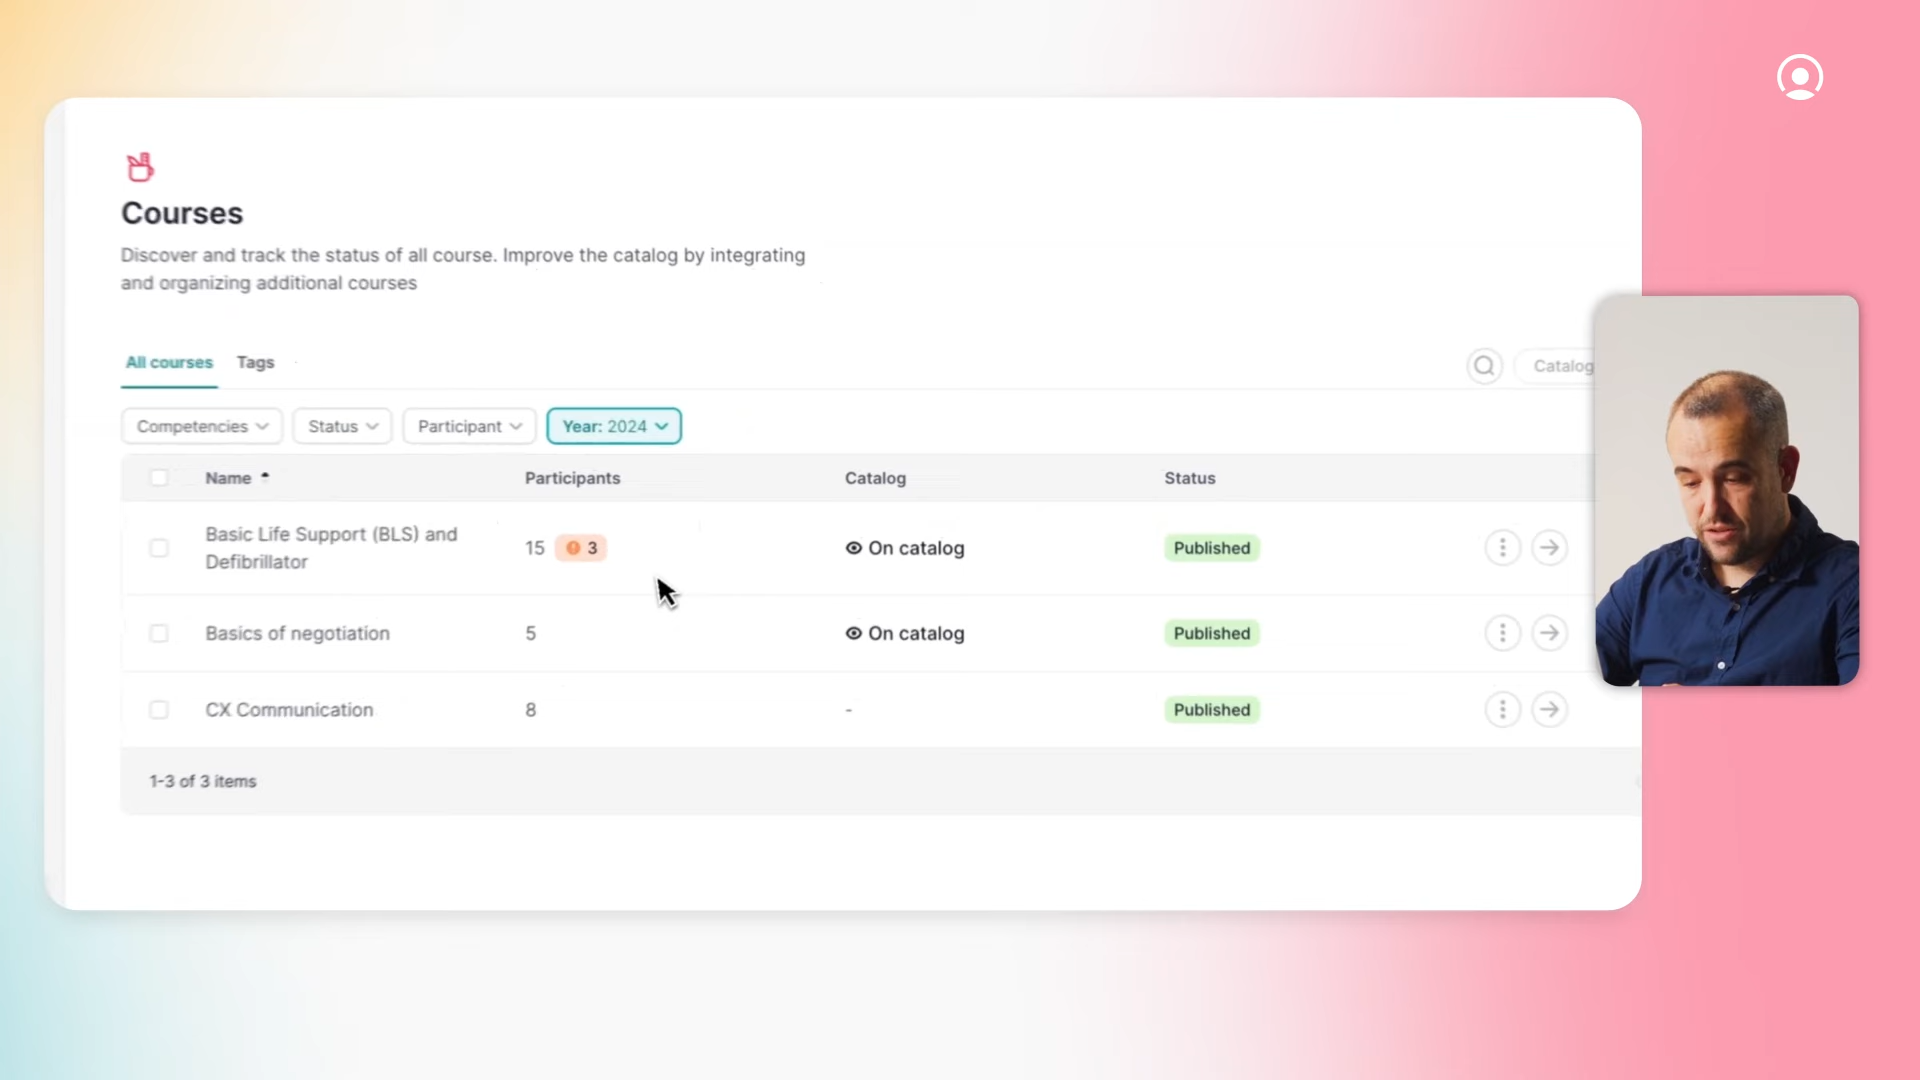 Courses
Discover and track the status of all course. Improve the catalog by integrating
and organizing additional courses
All courses Tags
Catalog
Competencies Status Participant Year: 2024
Name Participants Catalog Status
Basic Life Support (BLS) and
Defibrillator
15 3 On catalog Published
Basics of negotiation 5 On catalog Published
CX Communication 8 - Published
1-3 of 3 items